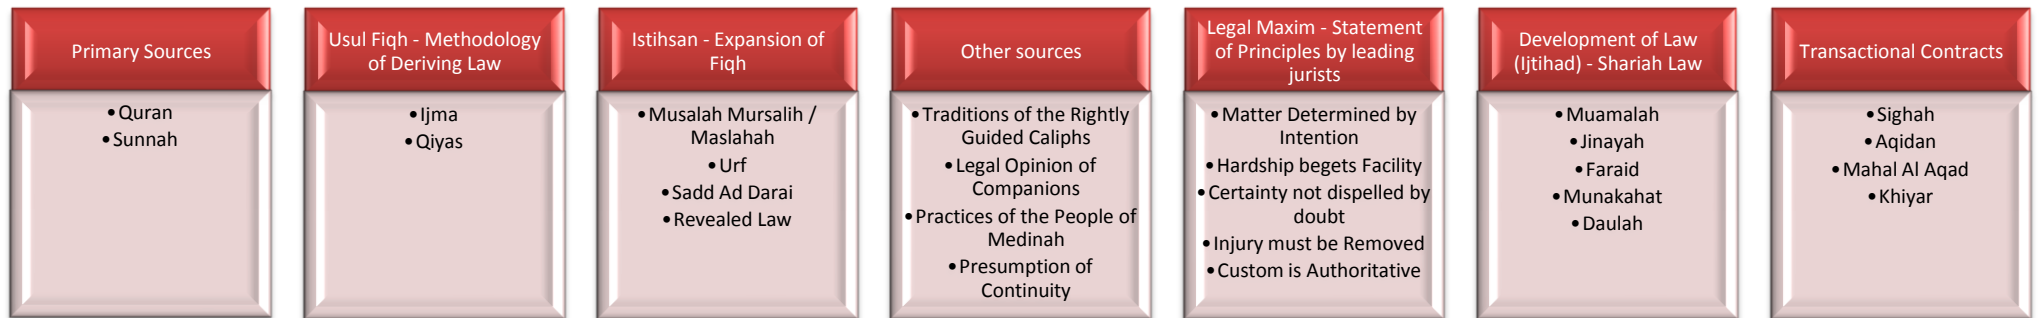 Primary Sources
• Quran
• Sunnah
Usul Fiqh - Methodology
of Deriving Law
• Ijma
• Qiyas
Istihsan - Expansion of
Fiqh
• Musalah Mursalih /
Maslahah
• Urf
• Sadd Ad Darai
• Revealed Law
Other sources
• Traditions of the Rightly
Guided Caliphs
• Legal Opinion of
Companions
• Practices of the People of
Medinah
• Presumption of
Continuity
Legal Maxim - Statement
of Principles by leading
jurists
• Matter Determined by
Intention
• Hardship begets Facility
• Certainty not dispelled by
doubt
• Injury must be Removed
• Custom is Authoritative
Development of Law
(Ijtihad) - Shariah Law
• Muamalah
• Jinayah
• Faraid
• Munakahat
• Daulah
Transactional Contracts
• Sighah
• Aqidan
• Mahal Al Aqad
• Khiyar